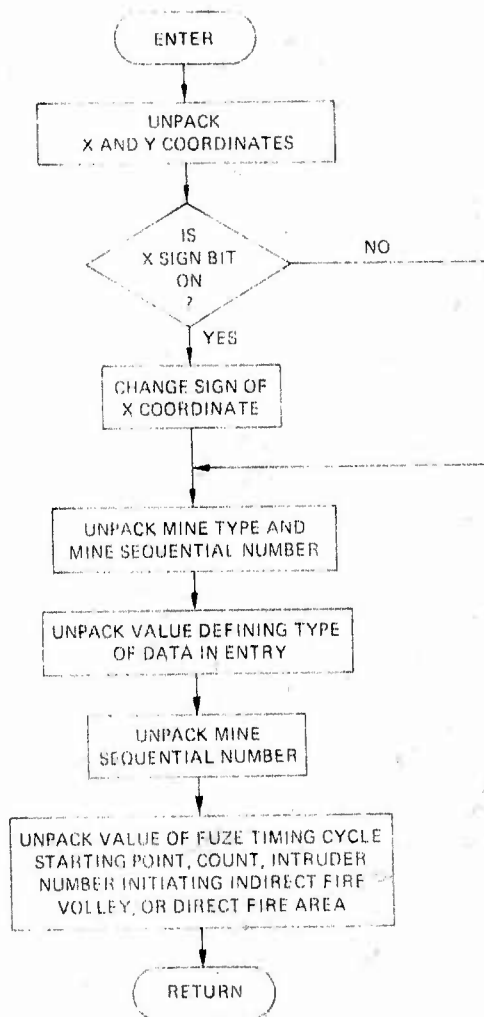 ENTER
UNPACK
X AND Y COORDINATES
IS
X SIGN BIT
ON
?
NO
YES
CHANGE SIGN OF
X COORDINATE
UNPACK MINE TYPE AND
MINE SEQUENTIAL NUMBER
UNPACK VALUE DEFINING TYPE
OF DATA IN ENTRY
UNPACK MINE
SEQUENTIAL NUMBER
UNPACK VALUE OF FUZE TIMING CYCLE
STARTING POINT, COUNT, INTRUDER
NUMBER INITIATING INDIRECT FIRE
VOLLEY, OR DIRECT FIRE AREA
RETURN